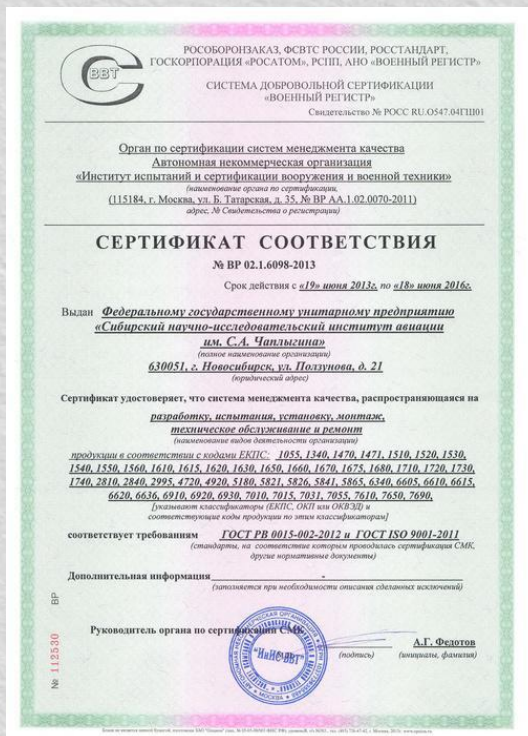 С
ВВТ
РОСОБОРОНЗАКАЗ, ФСВТС РОССИИ, РОССТАНДАРТ,
ГОСКОРПОРАЦИЯ «РОСАТОМ», РСПП, АНО «ВОЕННЫЙ РЕГИСТР»
СИСТЕМА ДОБРОВОЛЬНОЙ СЕРТИФИКАЦИИ
«ВОЕННЫЙ РЕГИСТР»
Свидетельство № РОСС RU.О547.04ГШ01
Орган по сертификации систем менеджмента качества
Автономная некоммерческая организация
«Институт испытаний и сертификации вооружения и военной техники»
(наименование органа по сертификации,
(115184, г. Москва, ул. Б. Татарская, д. 35, № ВР АА.1.02.0070-2011)
адрес, № Свидетельства о регистрации)
СЕРТИФИКАТ СООТВЕТСТВИЯ
№ ВР 02.1.6098-2013
Срок действия с «19» июня 2013г. по «18» июня 2016г.
Выдан Федеральному государственному унитарному предприятию
«Сибирский научно-исследовательский институт авиации
им. С.А. Чаплыгина»
(полное наименование организации)
630051, г. Новосибирск, ул. Ползунова, д. 21
(юридический адрес)
Сертификат удостоверяет, что система менеджмента качества, распространяющаяся на
разработку, испытания, установку, монтаж,
техническое обслуживание и ремонт
(наименование видов деятельности организации)
продукции в соответствии с кодами ЕКПС: 1055, 1340, 1470, 1471, 1510, 1520, 1530,
1540, 1550, 1560, 1610, 1615, 1620, 1630, 1650, 1660, 1670, 1675, 1680, 1710, 1720, 1730,
1740, 2810, 2840, 2995, 4720, 4920, 5180, 5821, 5826, 5841, 5865, 6340, 6605, 6610, 6615,
6620, 6636, 6910, 6920, 6930, 7010, 7015, 7031, 7055, 7610, 7650, 7690,
[указывают классификаторы (ЕКПС, ОКП или ОКВЭД) и
соответствующие коды продукции по этим классификаторам]
соответствует требованиям ГОСТ РВ 0015-002-2012 и ГОСТ ISO 9001-2011
(стандарты, на соответствие которым проводилась сертификация СМК,
другие нормативные документы)
Дополнительная информация -
(заполняется при необходимости описания сделанных исключений)
Руководитель органа по сертификации СМК
А.Г. Федотов
(подпись) (инициалы, фамилия)
"ИнИС-ВВТ"
МОСКВА
№ 112530 ВР